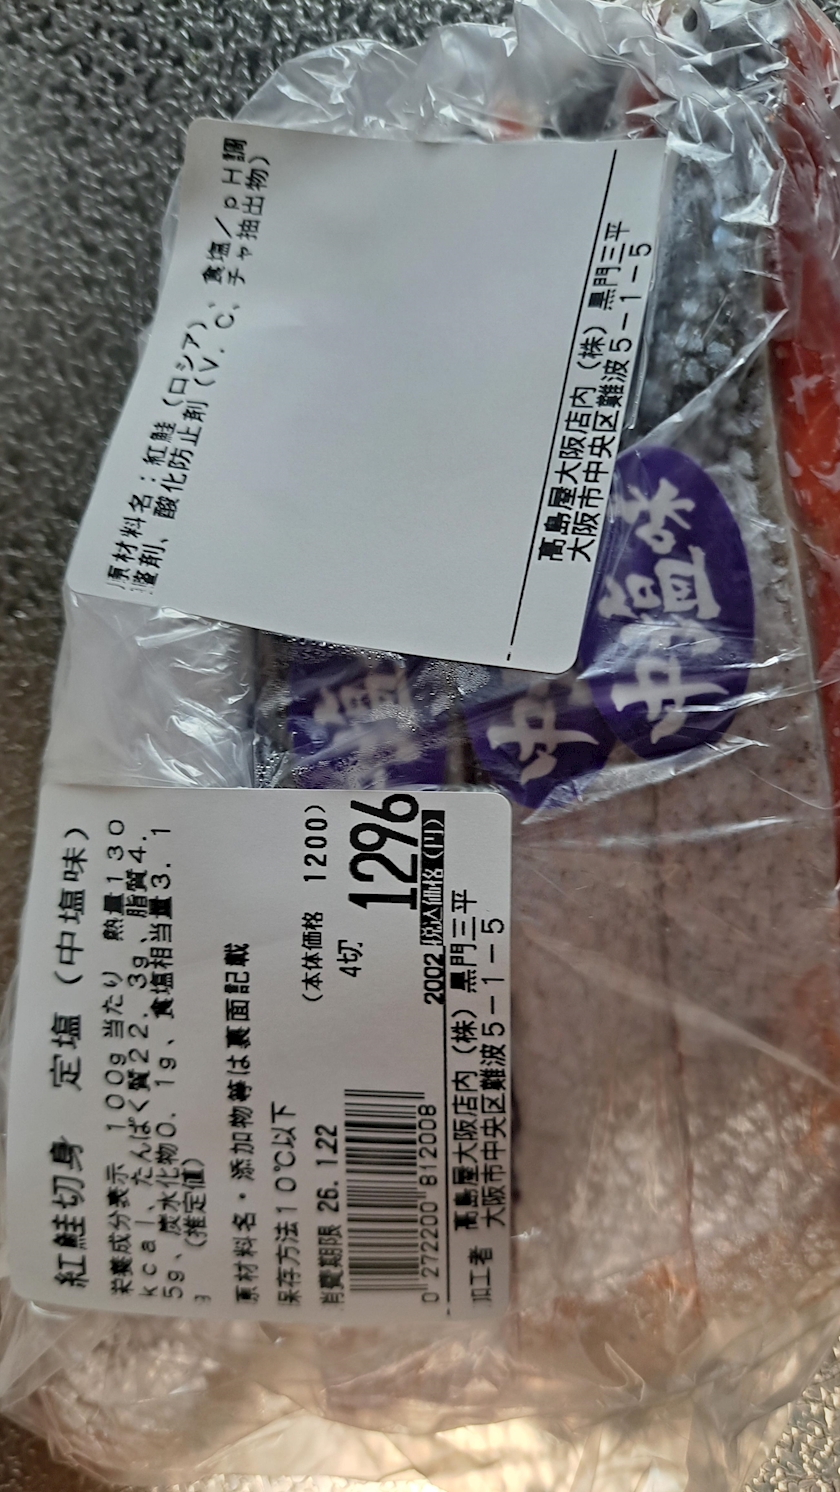 紅鮭切身 定塩(中塩味)
栄養成分表示 100g当たり 熱量130
kcal、たんぱく質22.3g、脂質4.
5g、炭水化物0.1g、食塩相当量3.1
g (推定値)
原材料名・添加物等は裏面記載
保存方法10℃以下
(本体価格 1200)
消費期限 26. 1.22
4切
1296
0 272200 812008
2002 税込価格(円)
加工者 髙島屋大阪店内(株)黒門三平
大阪市中央区難波5-1-5
原材料名:紅鮭(ロシア)、食塩/pH調
整剤、酸化防止剤(V.C、チャ抽出物)
髙島屋大阪店内(株)黒門三平
大阪市中央区難波5-1-5
中塩味
中塩
中